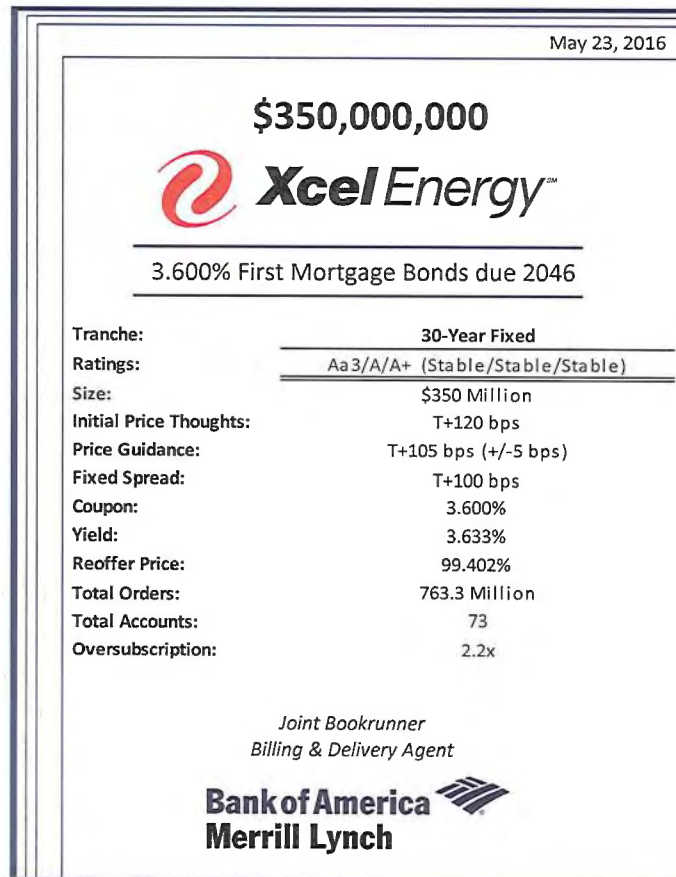 May 23, 2016
$350,000,000
Xcel Energy℠
3.600% First Mortgage Bonds due 2046
Tranche: 30-Year Fixed
Ratings: Aa3/A/A+ (Stable/Stable/Stable)
Size: $350 Million
Initial Price Thoughts: T+120 bps
Price Guidance: T+105 bps (+/-5 bps)
Fixed Spread: T+100 bps
Coupon: 3.600%
Yield: 3.633%
Reoffer Price: 99.402%
Total Orders: 763.3 Million
Total Accounts: 73
Oversubscription: 2.2x
Joint Bookrunner
Billing & Delivery Agent
Bank of America
Merrill Lynch